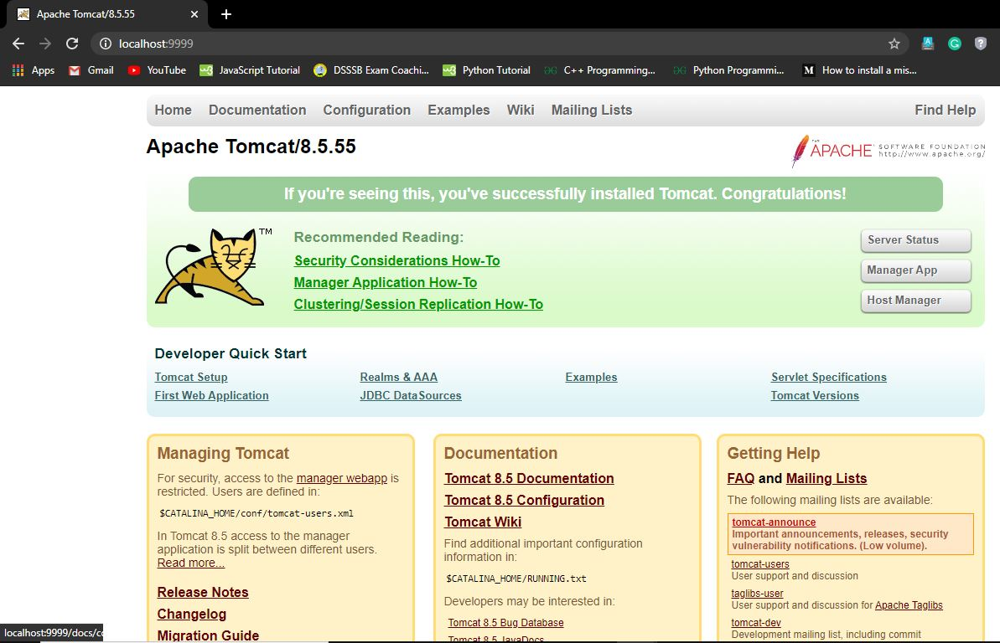 Apache Tomcat/8.5.55
localhost:9999
Apps Gmail YouTube JavaScript Tutorial DSSSB Exam Coachi... Python Tutorial C++ Programming... Python Programmi... M How to install a mis...
Home Documentation Configuration Examples Wiki Mailing Lists Find Help
Apache Tomcat/8.5.55
THE APACHE SOFTWARE FOUNDATION
http://www.apache.org/
If you're seeing this, you've successfully installed Tomcat. Congratulations!
TM
Recommended Reading:
Security Considerations How-To
Manager Application How-To
Clustering/Session Replication How-To
Server Status
Manager App
Host Manager
Developer Quick Start
Tomcat Setup Realms & AAA Examples Servlet Specifications
First Web Application JDBC DataSources Tomcat Versions
Managing Tomcat
For security, access to the manager webapp is
restricted. Users are defined in:
$CATALINA_HOME/conf/tomcat-users.xml
In Tomcat 8.5 access to the manager
application is split between different users.
Read more...
Release Notes
Changelog
Migration Guide
Documentation
Tomcat 8.5 Documentation
Tomcat 8.5 Configuration
Tomcat Wiki
Find additional important configuration
information in:
$CATALINA_HOME/RUNNING.txt
Developers may be interested in:
Tomcat 8.5 Bug Database
Tomcat 8.5 JavaDocs
Getting Help
FAQ and Mailing Lists
The following mailing lists are available:
tomcat-announce
Important announcements, releases, security
vulnerability notifications. (Low volume).
tomcat-users
User support and discussion
taglibs-user
User support and discussion for Apache Taglibs
tomcat-dev
Development mailing list, including commit
localhost:9999/docs/co